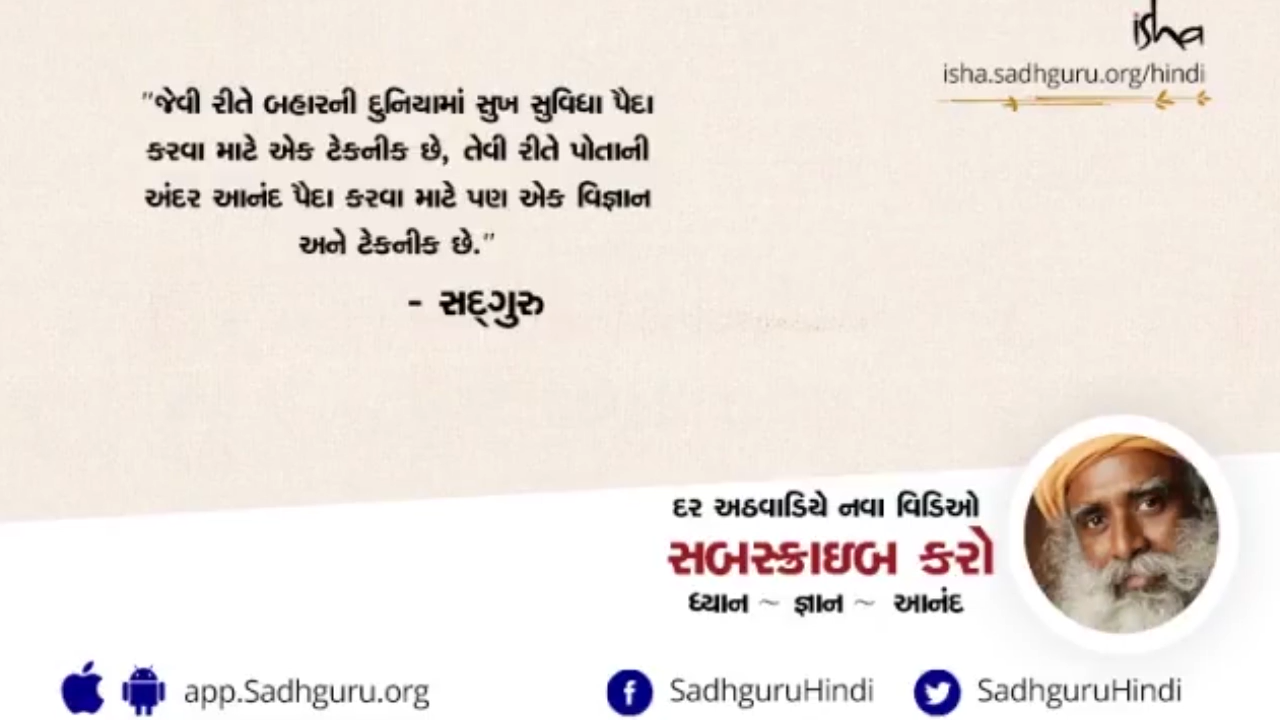 isha
isha.sadhguru.org/hindi
"જેવી રીતે બહારની દુનિયામાં સુખ સુવિધા પૈદા
કરવા માટે એક ટેકનીક છે, તેવી રીતે પોતાની
અંદર આનંદ પૈદા કરવા માટે પણ એક વિજ્ઞાન
અને ટેકનીક છે."
- સદ્‌ગુરુ
દર અઠવાડિયે નવા વિડિઓ
સબસ્ક્રાઇબ કરો
ધ્યાન ~ જ્ઞાન ~ આનંદ
app.Sadhguru.org
SadhguruHindi
SadhguruHindi